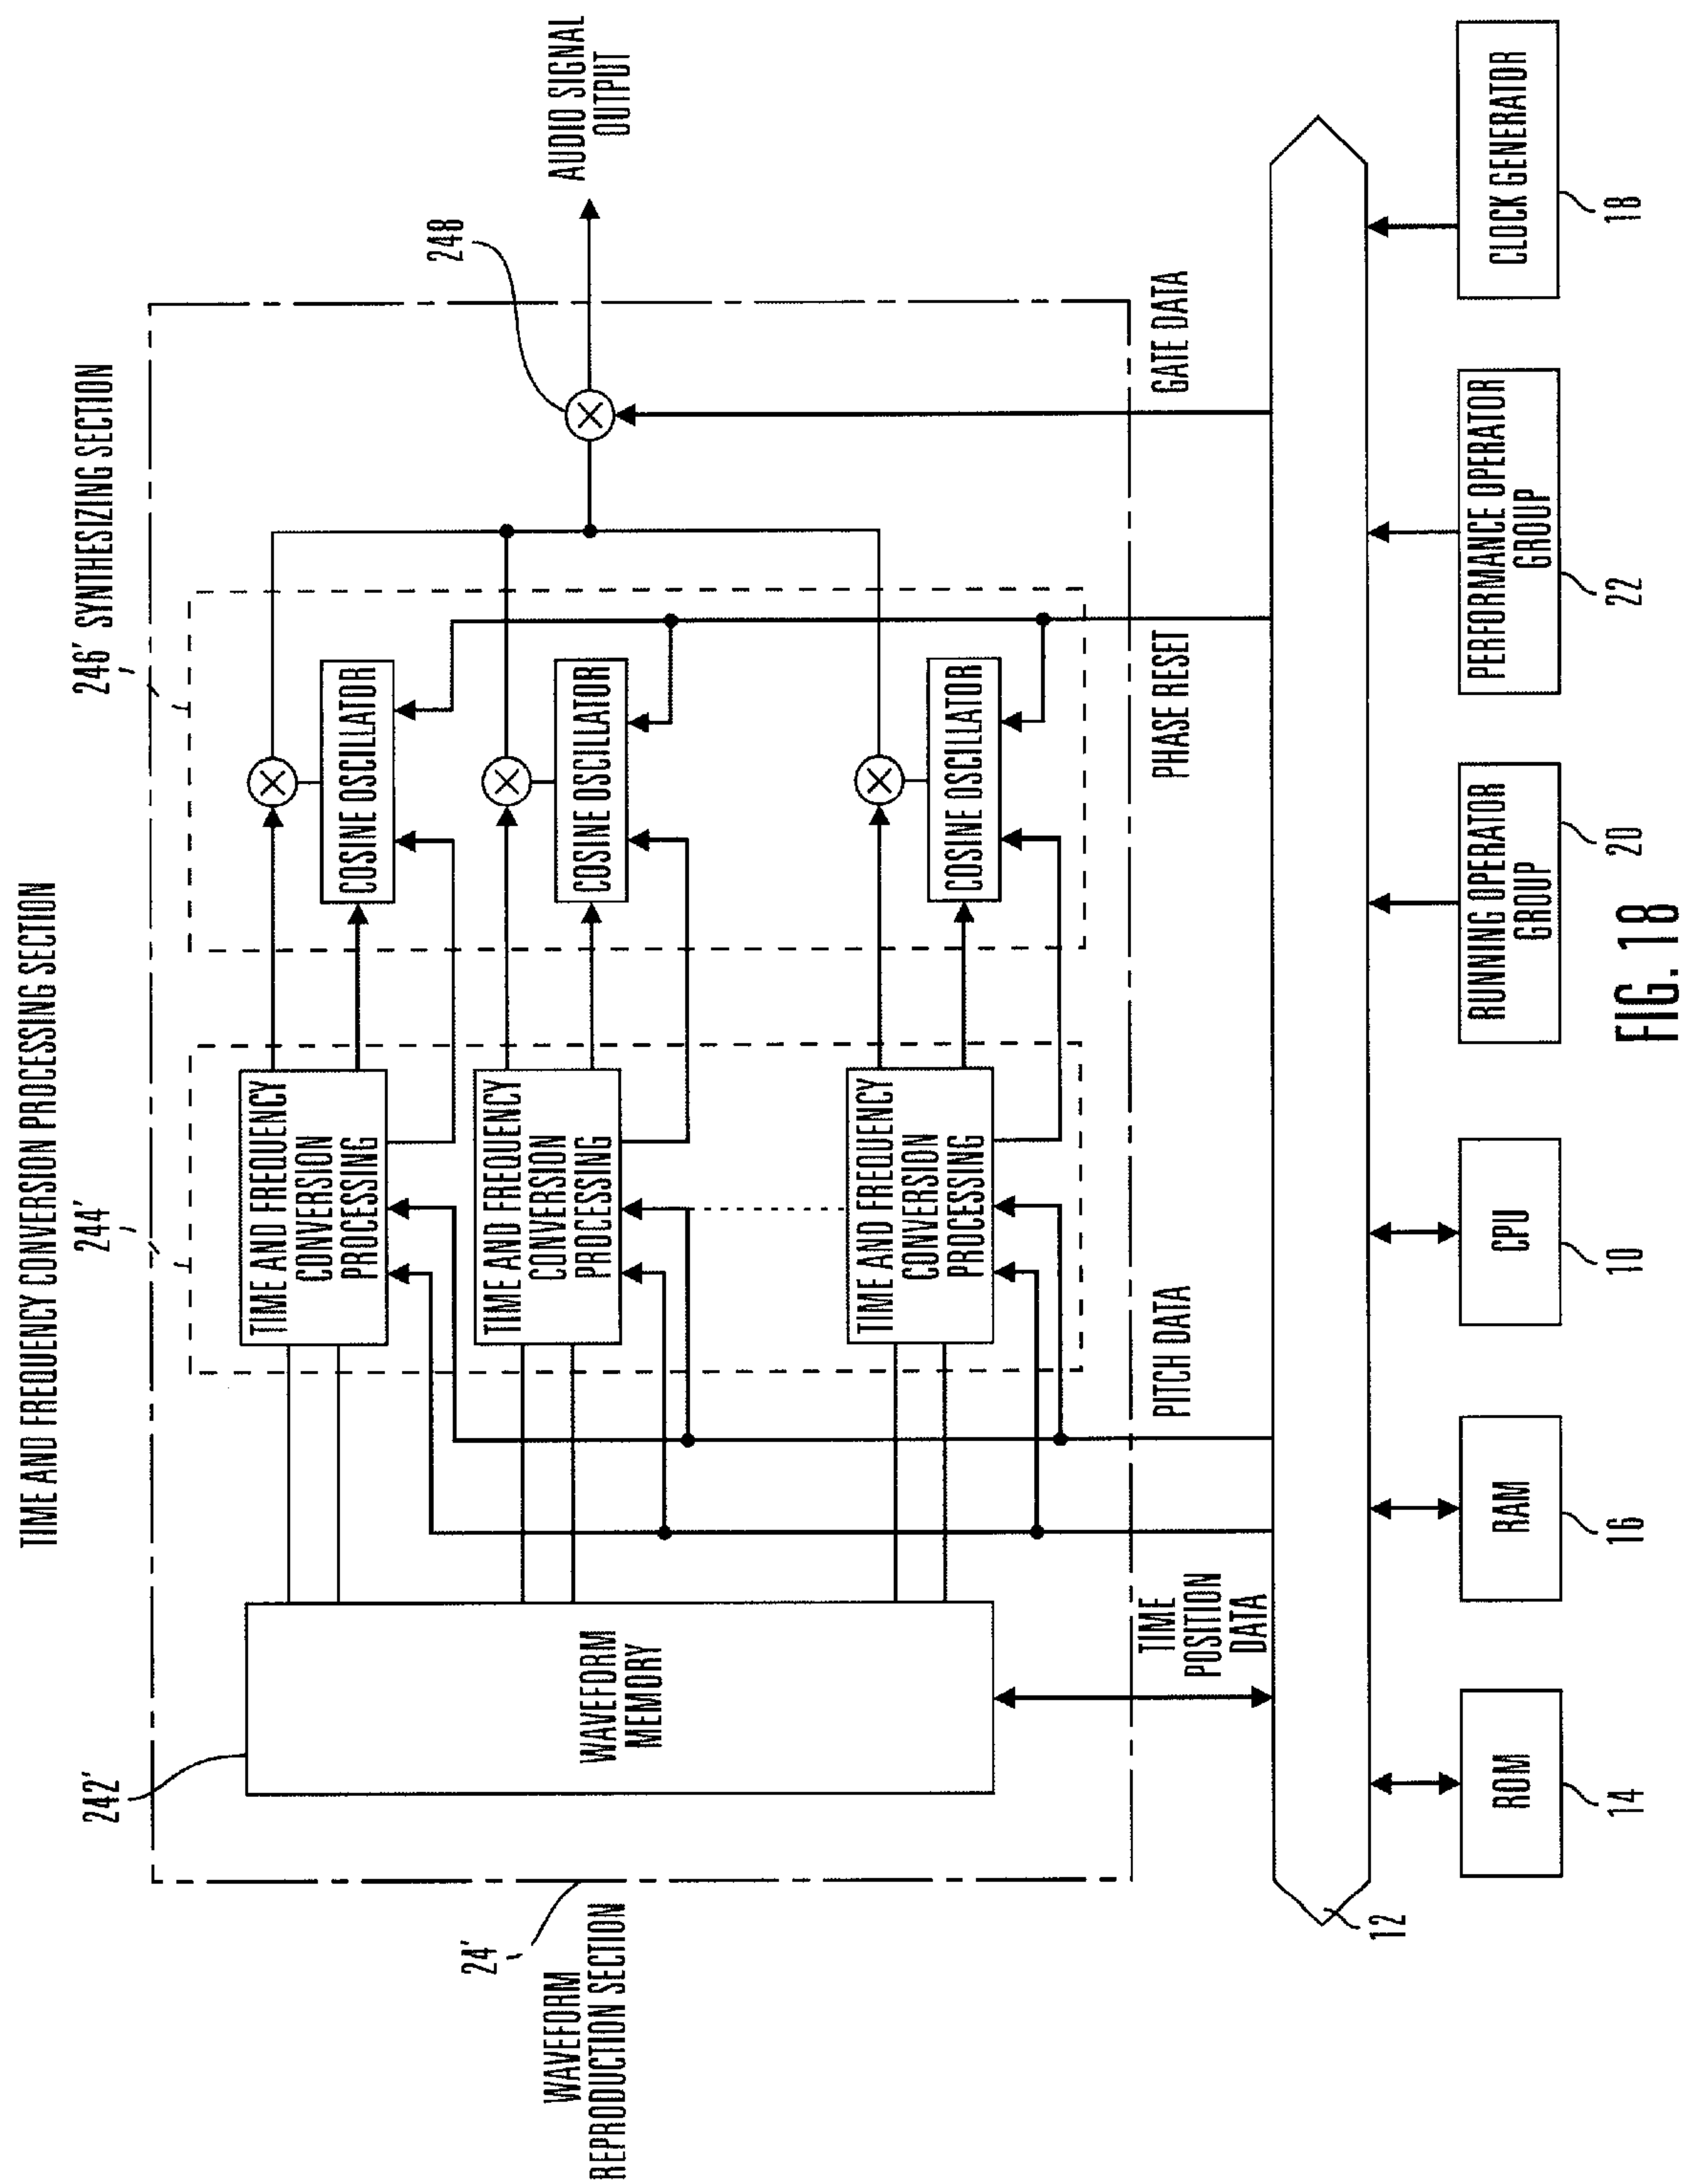 TIME AND FREQUENCY CONVERSION PROCESSING SECTION
242′
244′
246′ SYNTHESIZING SECTION
24′
WAVEFORM
REPRODUCTION SECTION
WAVEFORM
MEMORY
TIME AND FREQUENCY
CONVERSION
PROCESSING
TIME AND FREQUENCY
CONVERSION
PROCESSING
TIME AND FREQUENCY
CONVERSION
PROCESSING
COSINE OSCILLATOR
COSINE OSCILLATOR
COSINE OSCILLATOR
248
AUDIO SIGNAL
OUTPUT
TIME
POSITION
DATA
PITCH DATA
PHASE RESET
GATE DATA
12
ROM
14
RAM
16
CPU
10
RUNNING OPERATOR
GROUP
20
PERFORMANCE OPERATOR
GROUP
22
CLOCK GENERATOR
18
FIG. 18